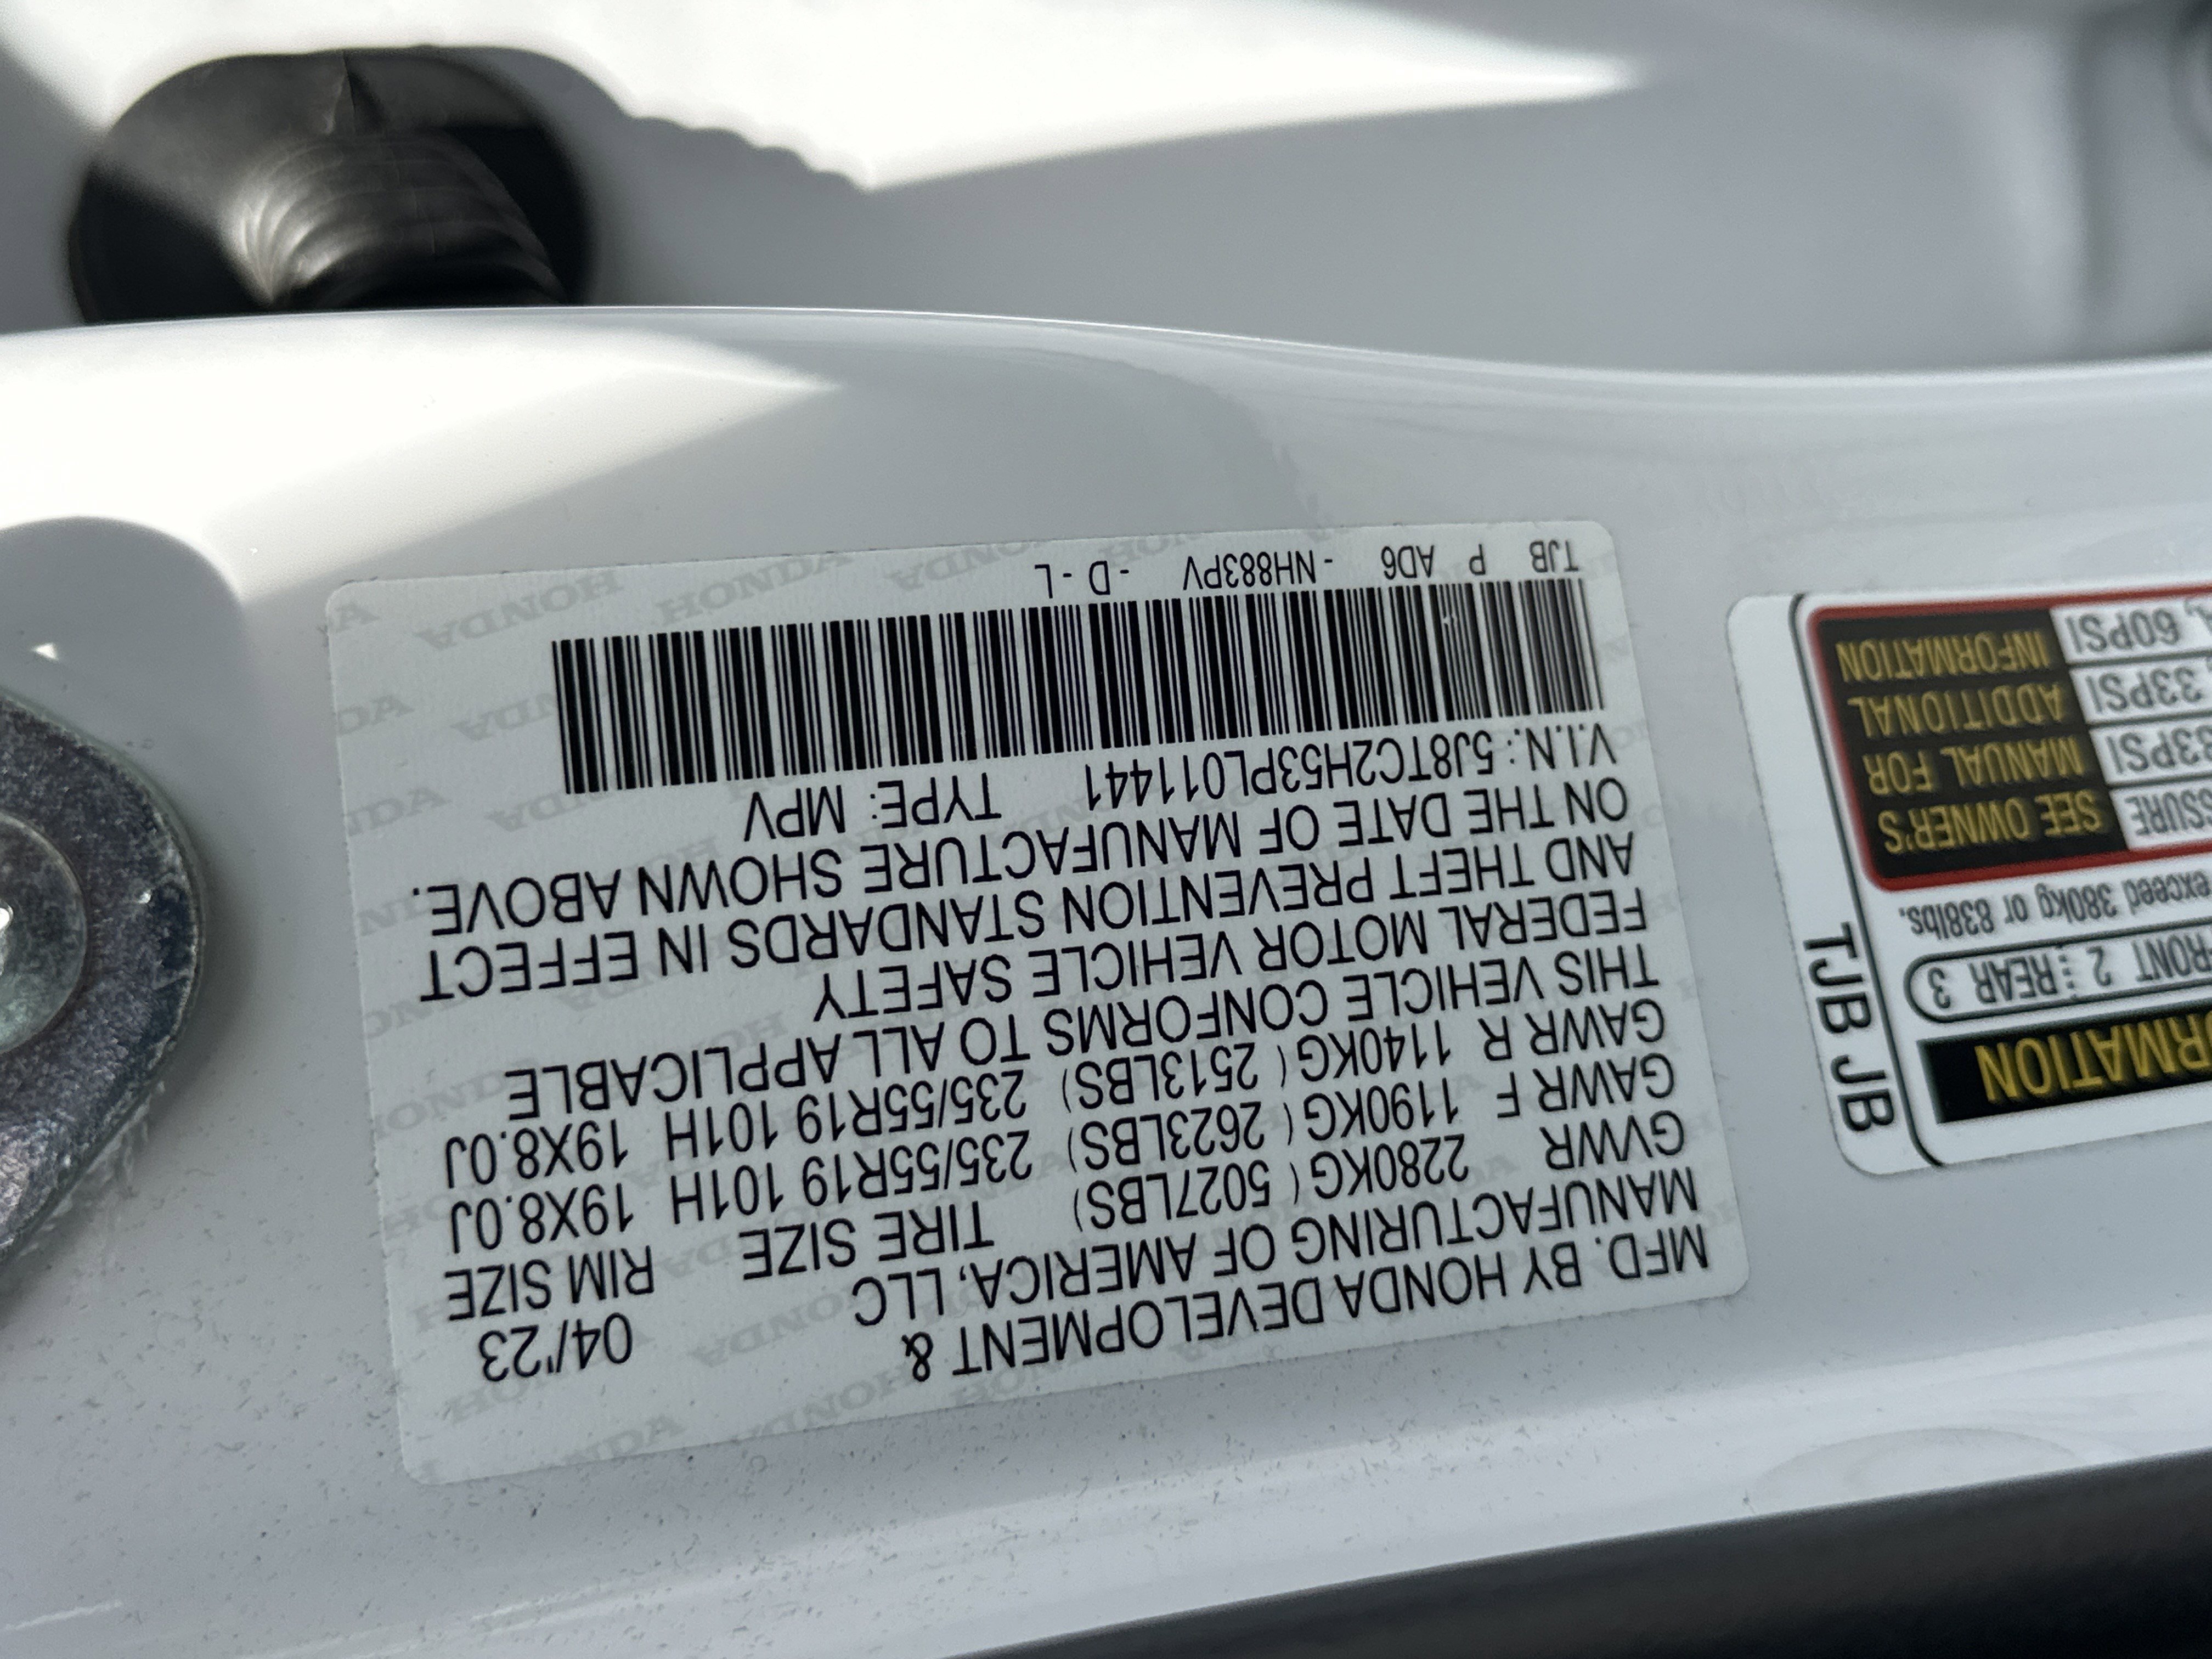 MFD. BY HONDA DEVELOPMENT & 04/'23
MANUFACTURING OF AMERICA, LLC RIM SIZE
GVWR 2280KG ( 5027LBS) TIRE SIZE
GAWR F 1190KG ( 2623LBS) 235/55R19 101H 19X8.0J
GAWR R 1140KG ( 2513LBS) 235/55R19 101H 19X8.0J
THIS VEHICLE CONFORMS TO ALL APPLICABLE
FEDERAL MOTOR VEHICLE SAFETY
AND THEFT PREVENTION STANDARDS IN EFFECT
ON THE DATE OF MANUFACTURE SHOWN ABOVE.
V.I.N.: 5J8TC2H53PL011441 TYPE: MPV
TJB P AD6 -NH883PV - D - L
RMATION
TJB JB
FRONT 2 REAR 3
exceed 380kg or 838lbs.
SSURE
33PSI
33PSI
60PSI
SEE OWNER'S
MANUAL FOR
ADDITIONAL
INFORMATION